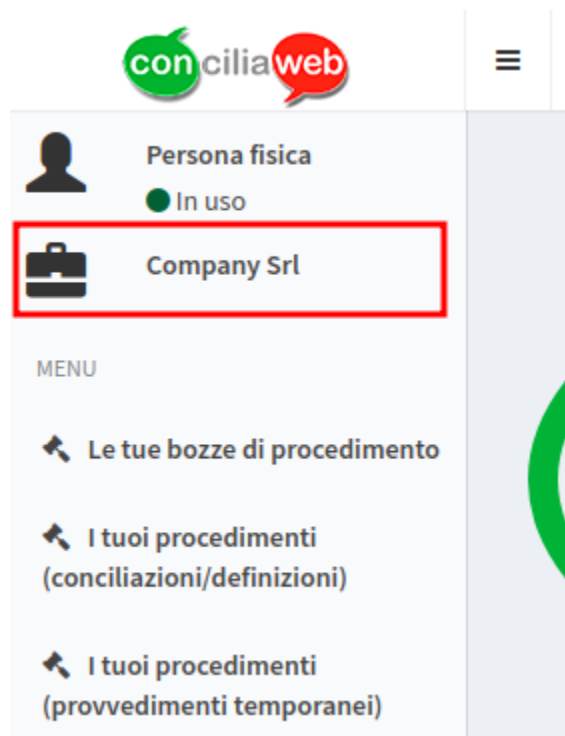 conciliaweb
Persona fisica
In uso
Company Srl
MENU
Le tue bozze di procedimento
I tuoi procedimenti
(conciliazioni/definizioni)
I tuoi procedimenti
(provvedimenti temporanei)